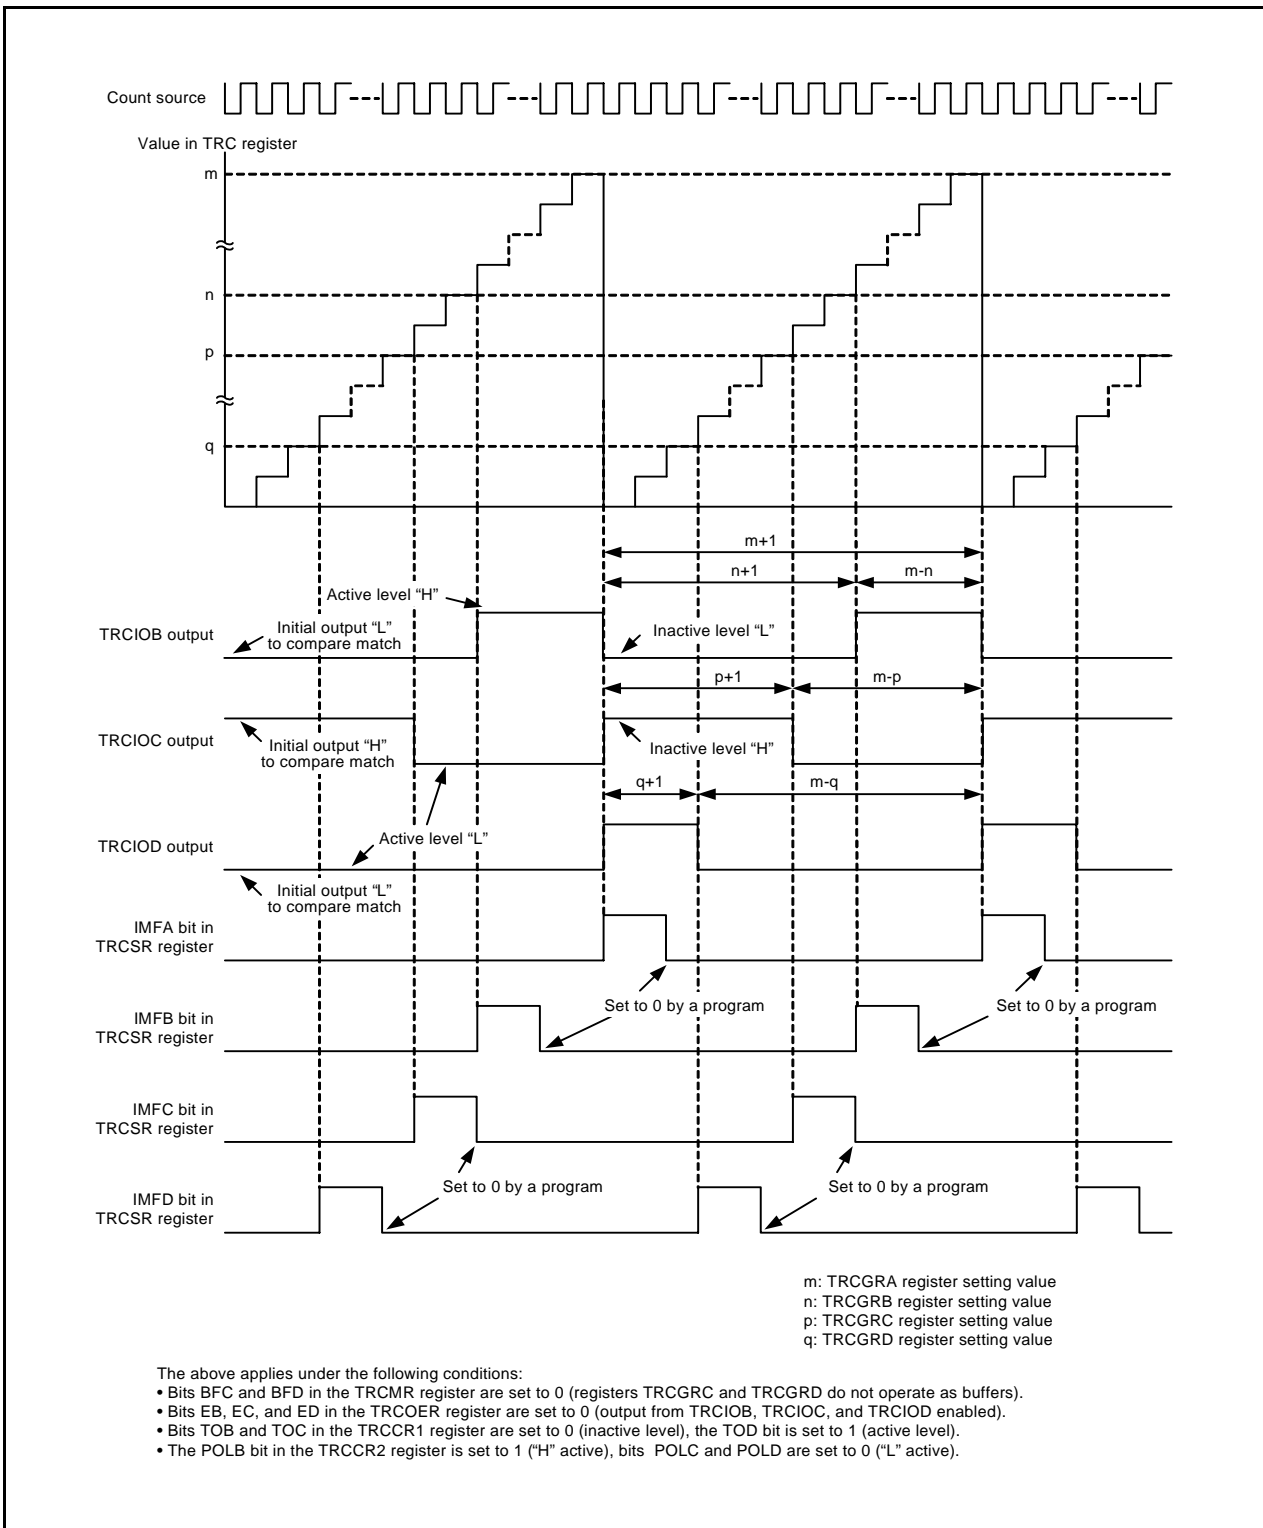 Count source
Value in TRC register
m
n
p
q
m+1
n+1
m-n
Active level “H”
TRCIOB output
Initial output “L”
to compare match
Inactive level “L”
p+1
m-p
TRCIOC output
Initial output “H”
to compare match
Inactive level “H”
q+1
m-q
Active level “L”
TRCIOD output
Initial output “L”
to compare match
IMFA bit in
TRCSR register
Set to 0 by a program
Set to 0 by a program
IMFB bit in
TRCSR register
IMFC bit in
TRCSR register
Set to 0 by a program
Set to 0 by a program
IMFD bit in
TRCSR register
m: TRCGRA register setting value
n: TRCGRB register setting value
p: TRCGRC register setting value
q: TRCGRD register setting value
The above applies under the following conditions:
• Bits BFC and BFD in the TRCMR register are set to 0 (registers TRCGRC and TRCGRD do not operate as buffers).
• Bits EB, EC, and ED in the TRCOER register are set to 0 (output from TRCIOB, TRCIOC, and TRCIOD enabled).
• Bits TOB and TOC in the TRCCR1 register are set to 0 (inactive level), the TOD bit is set to 1 (active level).
• The POLB bit in the TRCCR2 register is set to 1 (“H” active), bits POLC and POLD are set to 0 (“L” active).